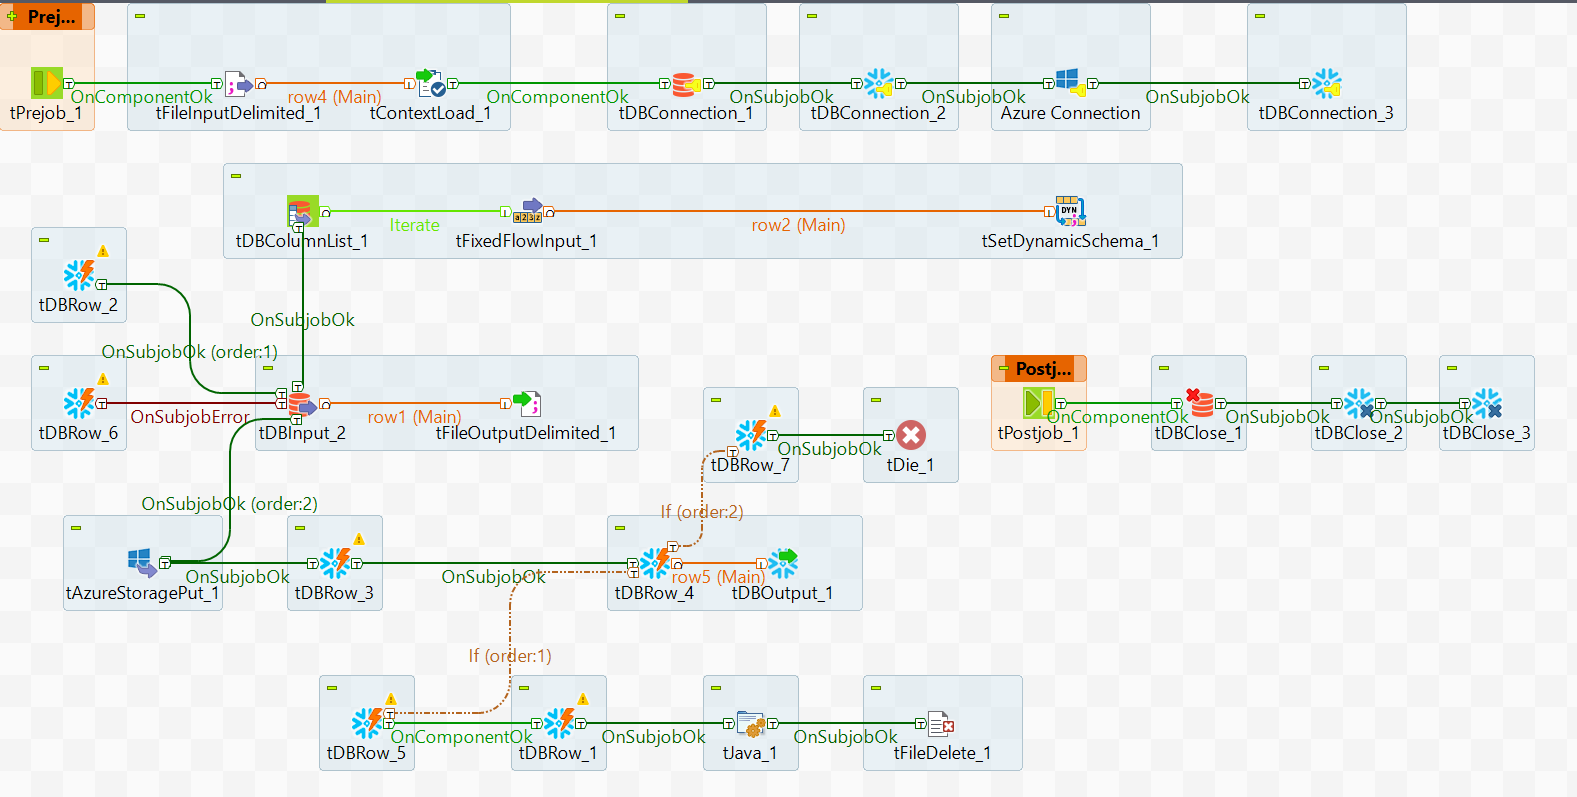 Prej...
OnComponentOk
row4 (Main)
OnComponentOk
OnSubjobOk
OnSubjobOk
OnSubjobOk
tPrejob_1
tFileInputDelimited_1
tContextLoad_1
tDBConnection_1
tDBConnection_2
Azure Connection
tDBConnection_3
Iterate
row2 (Main)
tDBColumnList_1
tFixedFlowInput_1
tSetDynamicSchema_1
tDBRow_2
OnSubjobOk
OnSubjobOk (order:1)
Postj...
OnSubjobError
row1 (Main)
tDBRow_6
tDBInput_2
tFileOutputDelimited_1
OnComponentOk
OnSubjobOk
OnSubjobOk
tPostjob_1
tDBClose_1
tDBClose_2
tDBClose_3
OnSubjobOk
tDBRow_7
tDie_1
OnSubjobOk (order:2)
If (order:2)
OnSubjobOk
OnSubjobOk
row5 (Main)
tAzureStoragePut_1
tDBRow_3
tDBRow_4
tDBOutput_1
If (order:1)
OnComponentOk
OnSubjobOk
OnSubjobOk
tDBRow_5
tDBRow_1
tJava_1
tFileDelete_1